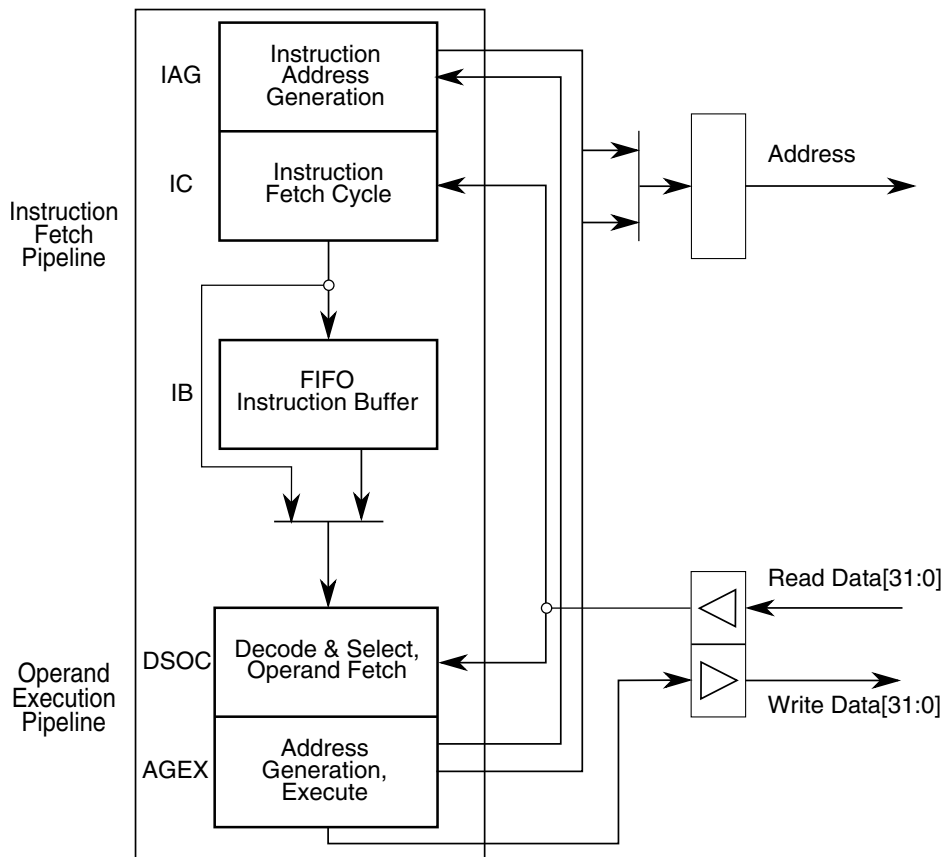 IAG
Instruction
Address
Generation
IC
Instruction
Fetch Cycle
Instruction
Fetch
Pipeline
Address
IB
FIFO
Instruction Buffer
Read Data[31:0]
DSOC
Decode & Select,
Operand Fetch
Operand
Execution
Pipeline
Write Data[31:0]
AGEX
Address
Generation,
Execute